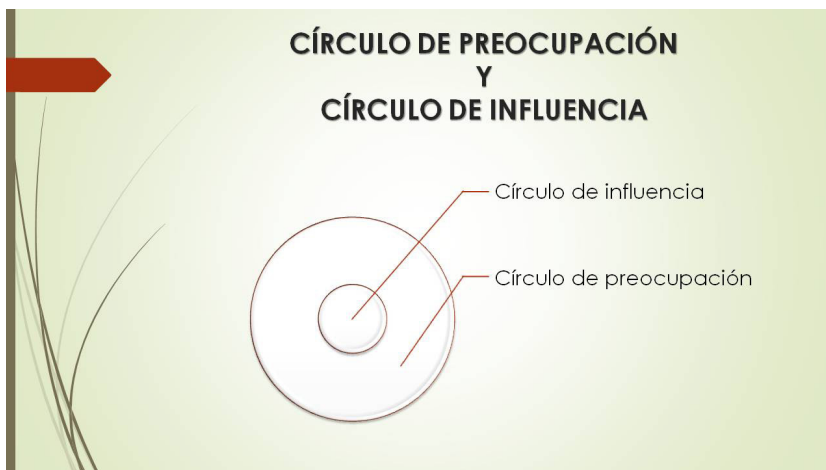 CÍRCULO DE PREOCUPACIÓN
Y
CÍRCULO DE INFLUENCIA
Círculo de influencia
Círculo de preocupación